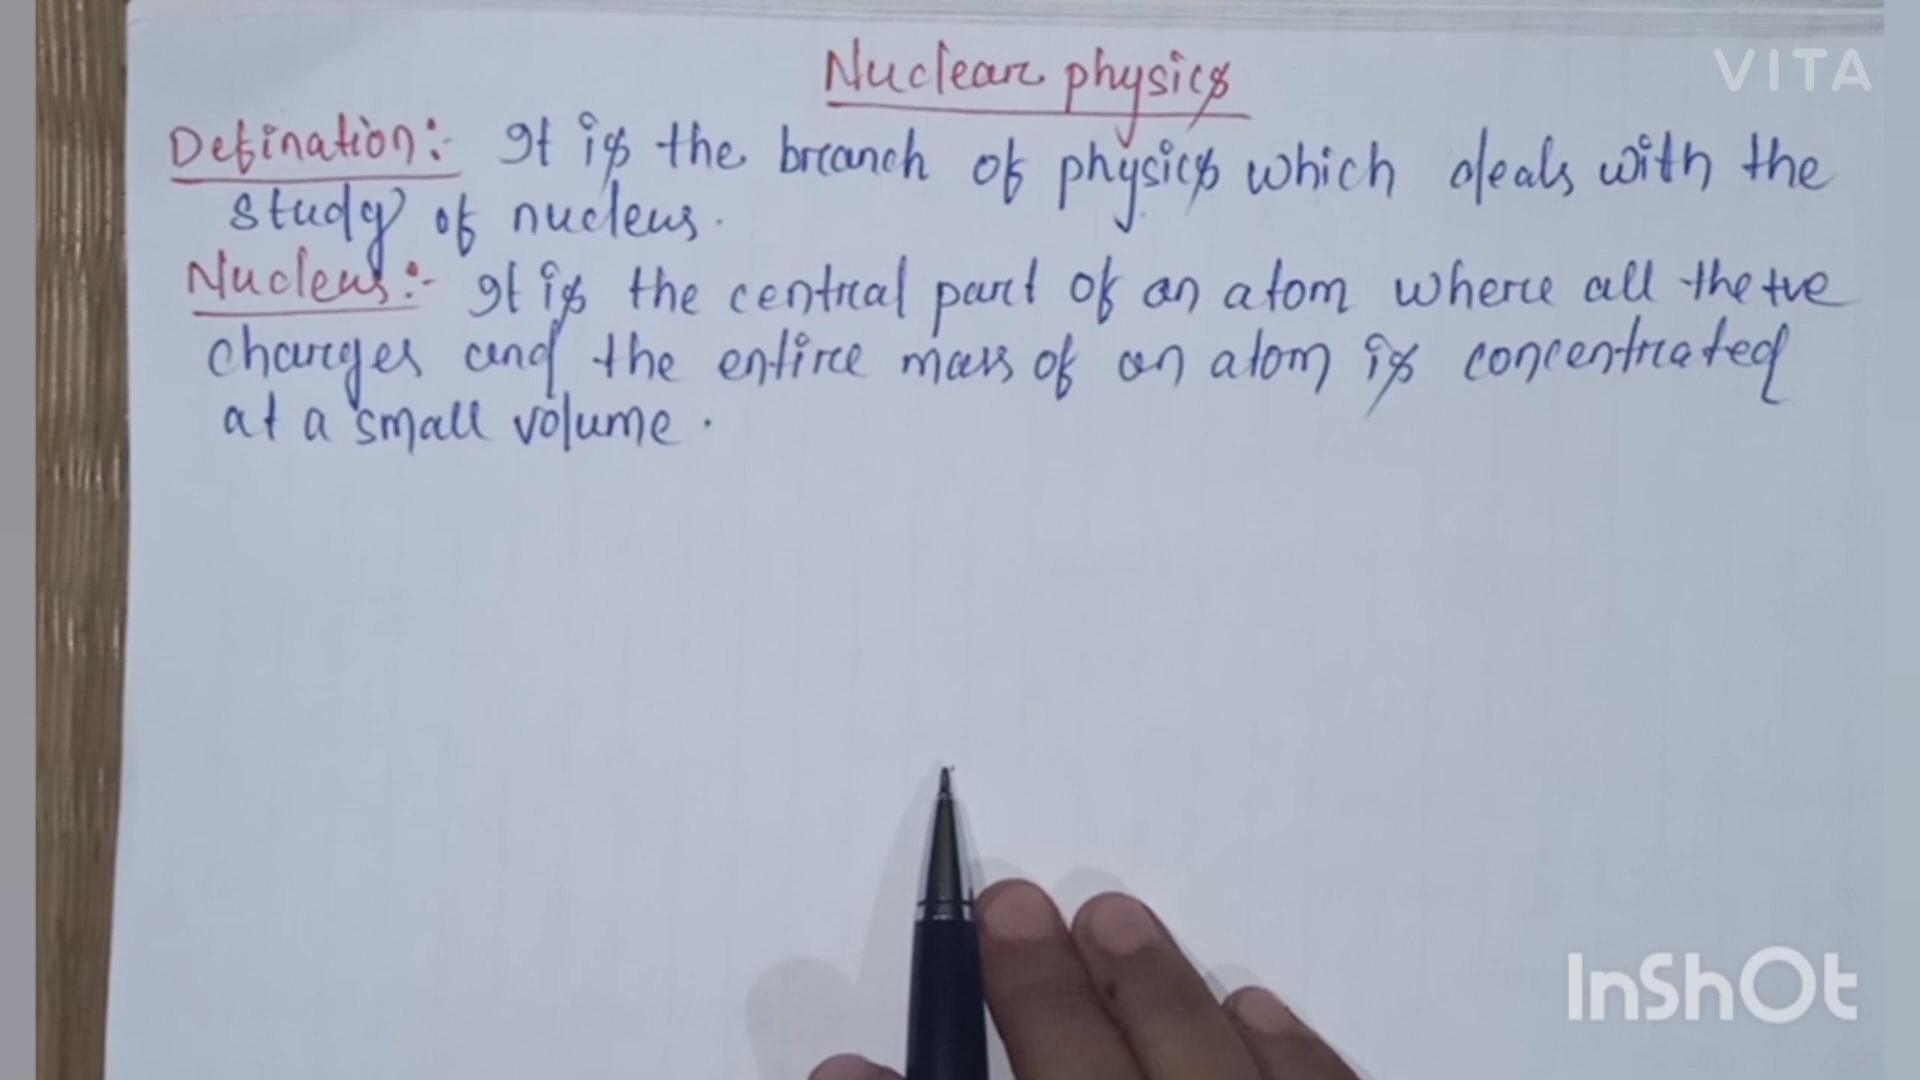 Nuclear physics
VITA
Defination:- It is the branch of physics which deals with the
study of nucleus.
Nucleus:- It is the central part of an atom where all the +ve
charges and the entire mass of an atom is concentrated
at a small volume.
InShOt